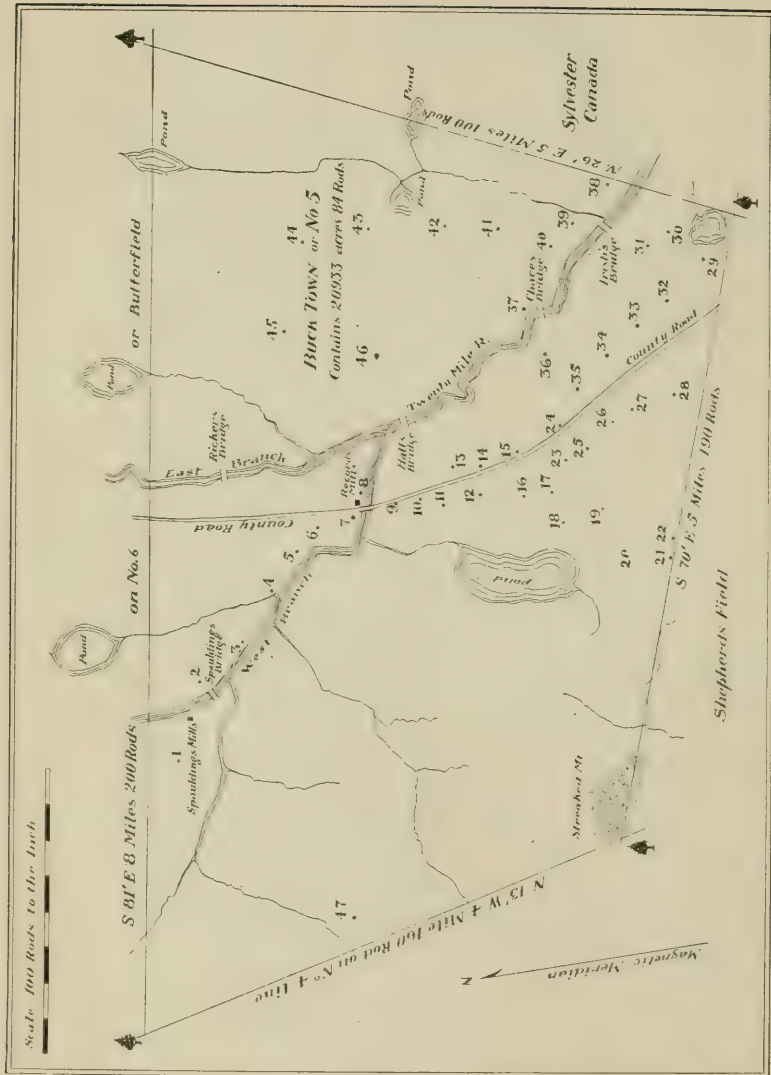 Scale 100 Rods to the Inch
S 81' E 8 Miles 200 Rods
on No. 6
or Butterfield
Pond
Pond
Pond
1
Spauldings Mills
2
Spauldings
Bridge
3
West Branch
4
5
6
County Road
7
Records
Mill
8
East Branch
Rickers
Bridge
Halls
Bridge
Twenty Mile R.
45
44
BUCK TOWN or No. 5
Contains 20933 acres 84 Rods
43
46
42
41
Pond
Pond
N. 26' E 5 Miles 100 Rods
Sylvester
Canada
47
N 13' W 4 Mile 160 Rod on No 4 Line
9
10
11
12
13
14
15
16
17
18
19
20
21
22
23
24
25
26
27
28
29
30
31
32
33
34
35
36
37
Chaces
Bridge
40
39
38
Irish's
Bridge
County Road
pond
Streaked Mt
S 70' E 5 Miles 190 Rods
Shepherds Field
N
Magnetic Meridian